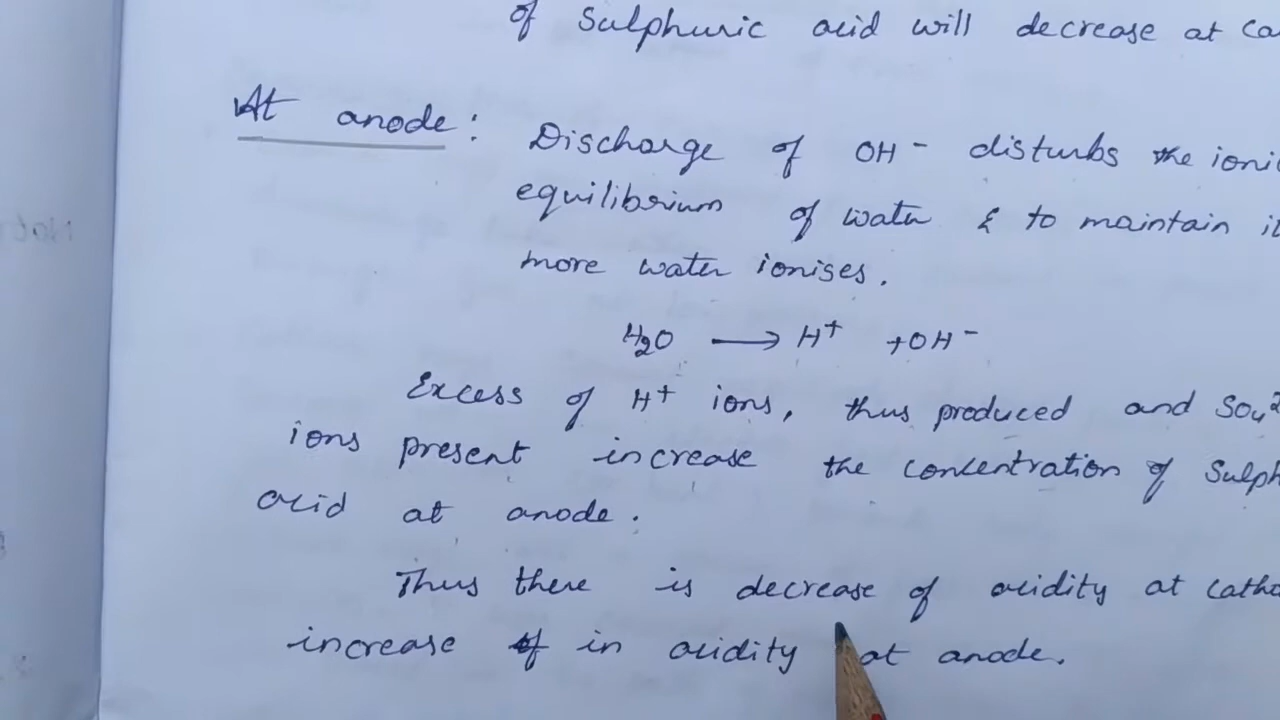 of Sulphuric acid will decrease at Ca
At anode: Discharge of OH⁻ disturbs the ioni
equilibrium of water & to maintain it
more water ionises.
H₂O ⟶ H⁺ + OH⁻
Excess of H⁺ ions, thus produced and SO₄²
ions present increase the concentration of Sulph
acid at anode.
Thus there is decrease of acidity at catho
increase in acidity at anode.